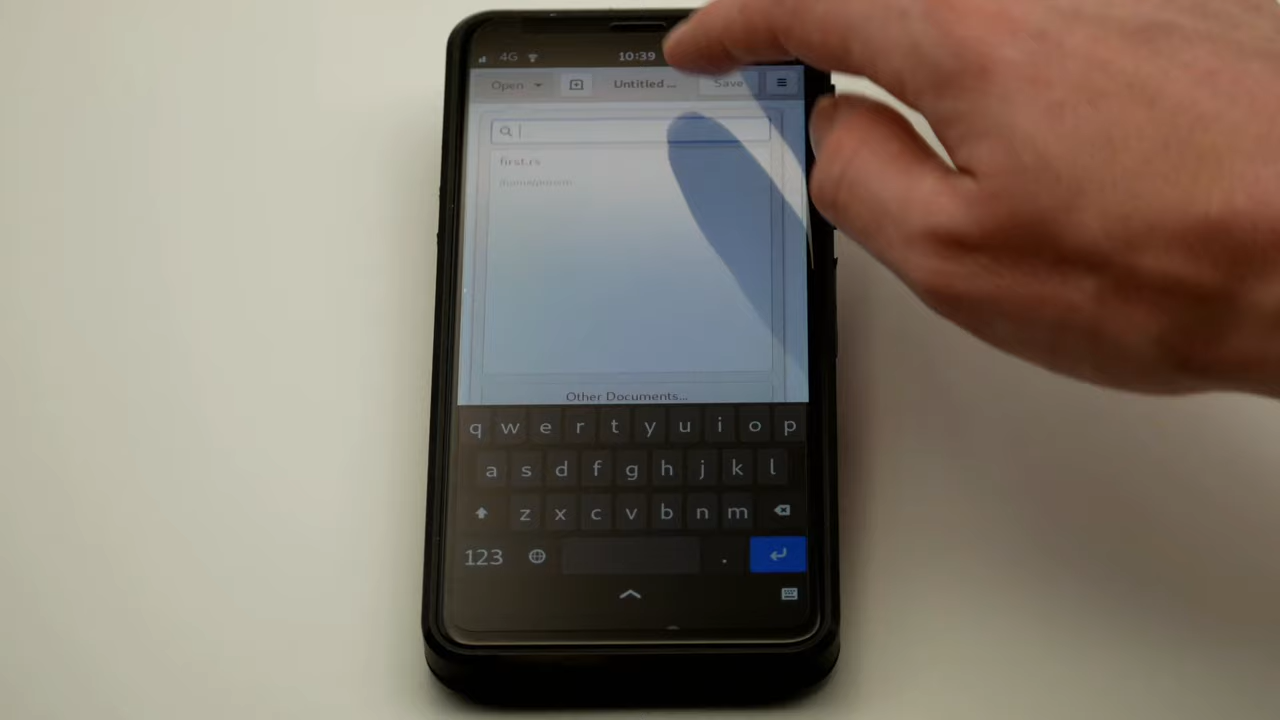 4G 10:39
Open Untitled ... Save
first.rs
Other Documents...
q w e r t y u i o p
a s d f g h j k l
z x c v b n m
123 .